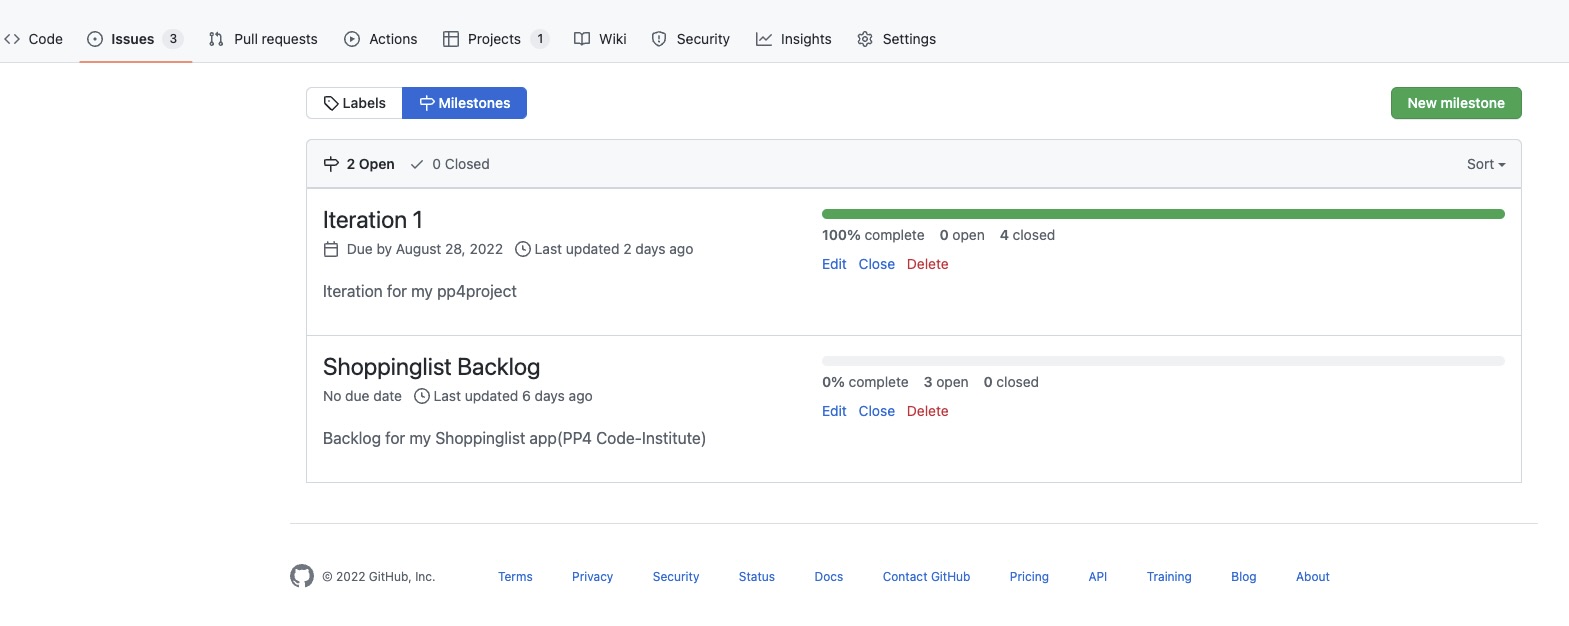 Code Issues 3 Pull requests Actions Projects 1 Wiki Security Insights Settings
Labels Milestones New milestone
2 Open 0 Closed Sort
Iteration 1
100% complete 0 open 4 closed
Due by August 28, 2022 Last updated 2 days ago
Edit Close Delete
Iteration for my pp4project
Shoppinglist Backlog
0% complete 3 open 0 closed
No due date Last updated 6 days ago
Edit Close Delete
Backlog for my Shoppinglist app(PP4 Code-Institute)
© 2022 GitHub, Inc. Terms Privacy Security Status Docs Contact GitHub Pricing API Training Blog About